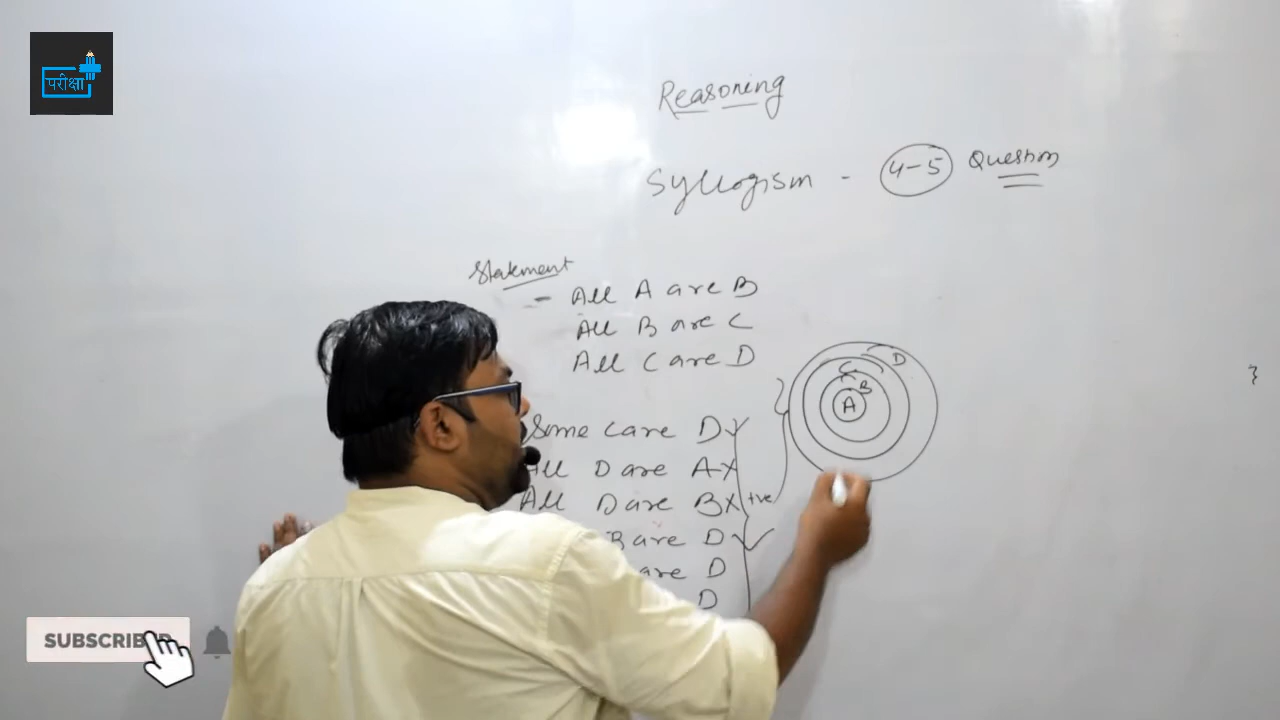 परीक्षा
Reasoning
Syllogism - 4-5 Question
Statement
- All A are B
All B are C
All C are D
Some C are D ✓
All D are A X
All D are B X +ve
B are D ✓
are D
D
D
C
B
A
}
SUBSCRIBE